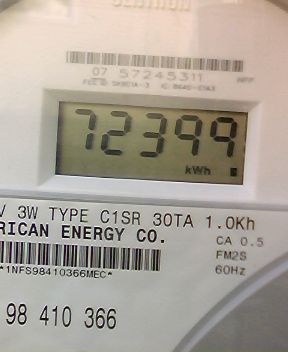 CENTRON
07 57245311
72399
kWh
V 3W TYPE C1SR 30TA 1.0Kh
RICAN ENERGY CO.
CA 0.5
FM2S
60Hz
*1NFS98410366MEC*
98 410 366